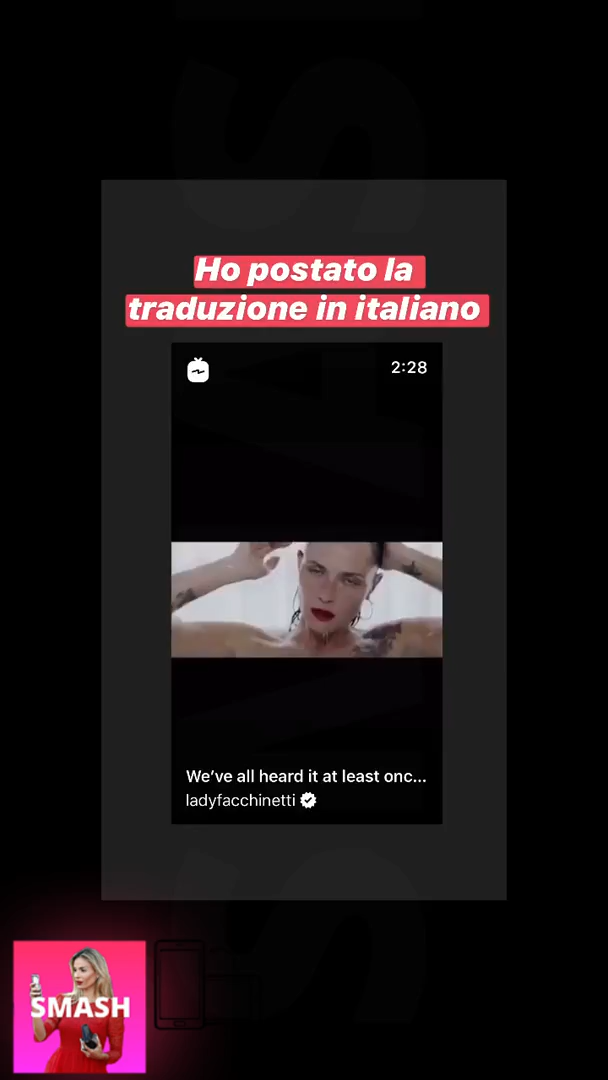 Ho postato la
traduzione in italiano
2:28
We've all heard it at least onc...
ladyfacchinetti
SMASH